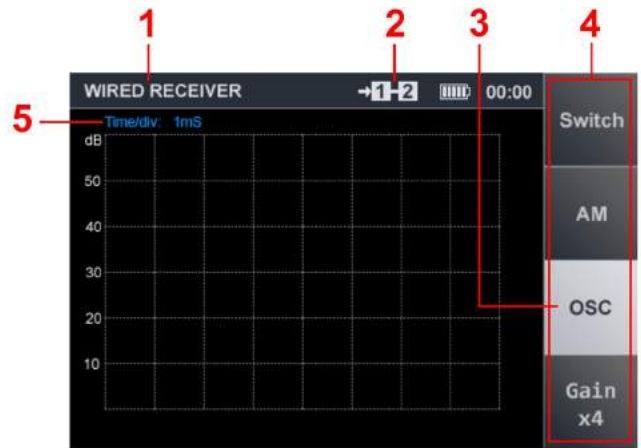 1 2 3 4
WIRED RECEIVER →1-2 00:00
5 Time/div: 1mS
dB
50
40
30
20
10
Switch
AM
OSC
Gain
x4